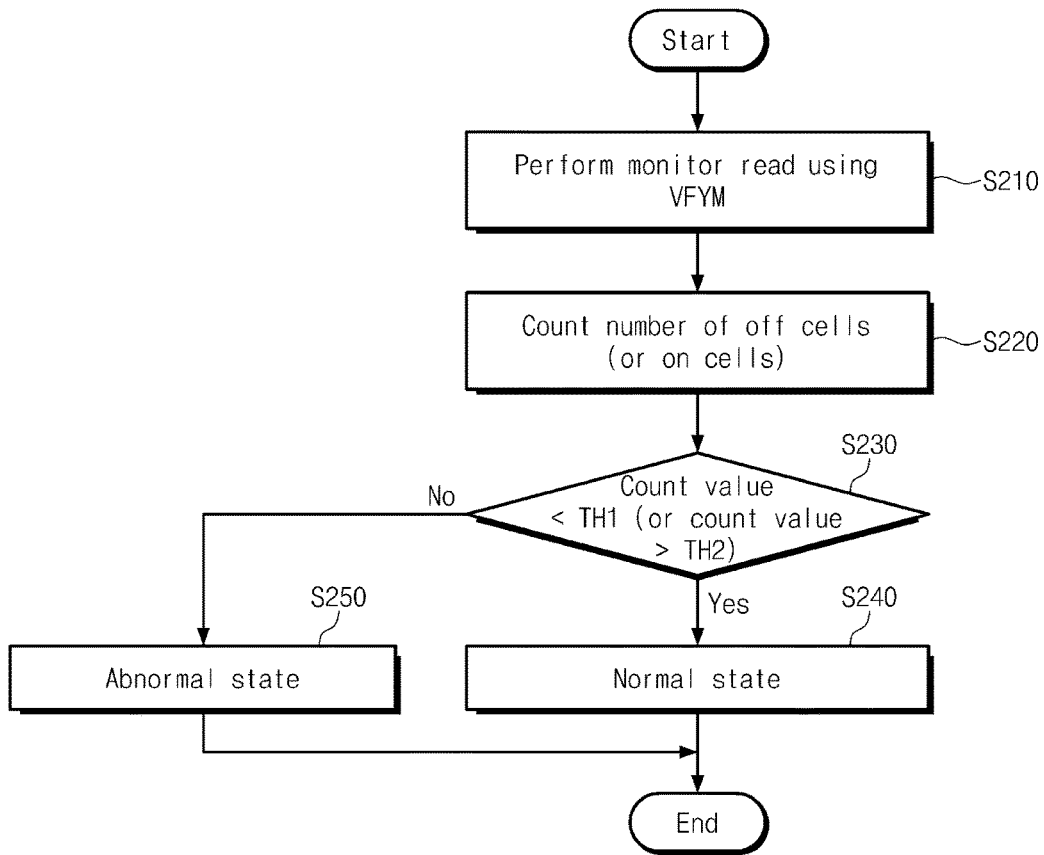 Start
Perform monitor read using
VFYM
S210
Count number of off cells
(or on cells)
S220
S230
Count value
< TH1 (or count value
> TH2)
No
Yes
S250
S240
Abnormal state
Normal state
End